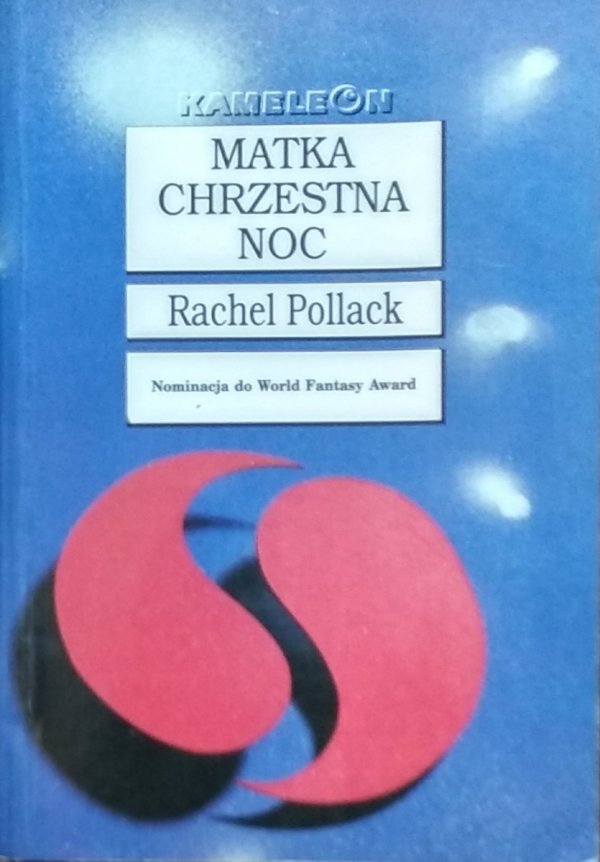 KAMELEON
MATKA
CHRZESTNA
NOC
Rachel Pollack
Nominacja do World Fantasy Award